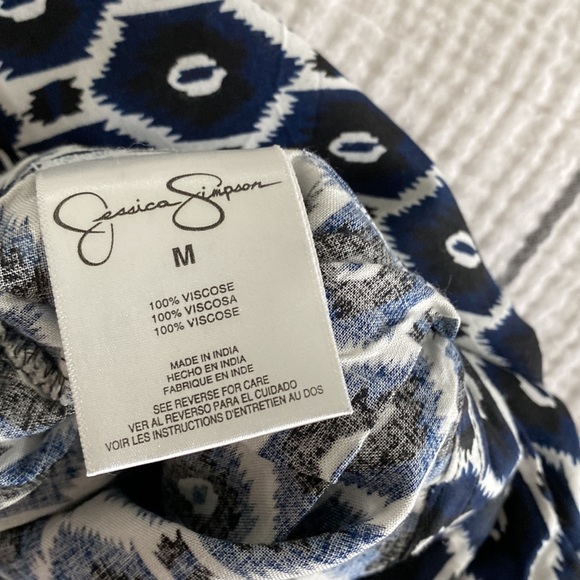 Jessica Simpson
M
100% VISCOSE
100% VISCOSA
100% VISCOSE
MADE IN INDIA
HECHO EN INDIA
FABRIQUE EN INDE
SEE REVERSE FOR CARE
VER AL REVERSO PARA EL CUIDADO
VOIR LES INSTRUCTIONS D'ENTRETIEN AU DOS